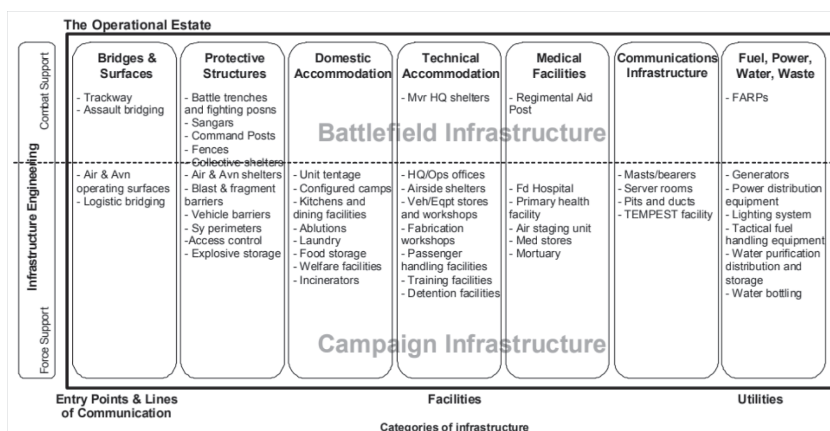 The Operational Estate
Infrastructure Engineering
Combat Support
Force Support
Bridges &
Surfaces
- Trackway
- Assault bridging
- Air & Avn
operating surfaces
- Logistic bridging
Protective
Structures
- Battle trenches
and fighting posns
- Sangars
- Command Posts
- Fences
- Collective shelters
- Air & Avn shelters
- Blast & fragment
barriers
- Vehicle barriers
- Sy perimeters
-Access control
- Explosive storage
Domestic
Accommodation
- Unit tentage
- Configured camps
- Kitchens and
dining facilities
- Ablutions
- Laundry
- Food storage
- Welfare facilities
- Incinerators
Technical
Accommodation
- Mvr HQ shelters
- HQ/Ops offices
- Airside shelters
- Veh/Eqpt stores
and workshops
- Fabrication
workshops
- Passenger
handling facilities
- Training facilities
- Detention facilities
Medical
Facilities
- Regimental Aid
Post
- Fd Hospital
- Primary health
facility
- Air staging unit
- Med stores
- Mortuary
Communications
Infrastructure
- Masts/bearers
- Server rooms
- Pits and ducts
- TEMPEST facility
Fuel, Power,
Water, Waste
- FARPs
- Generators
- Power distribution
equipment
- Lighting system
- Tactical fuel
handling equipment
- Water purification
distribution and
storage
- Water bottling
Battlefield Infrastructure
Campaign Infrastructure
Entry Points & Lines
of Communication
Facilities
Utilities
Categories of infrastructure